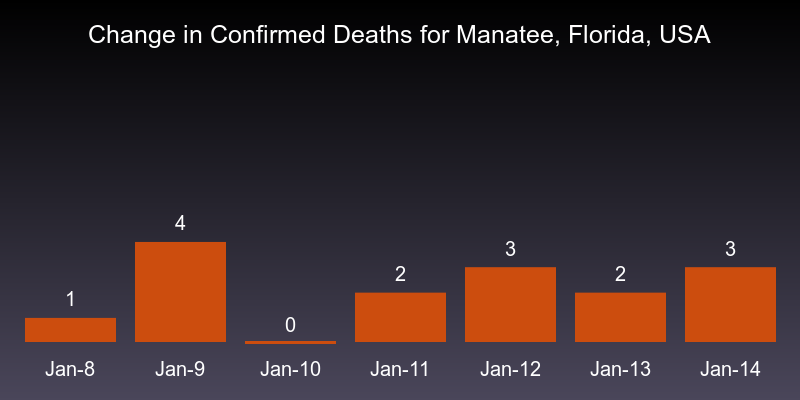 Change in Confirmed Deaths for Manatee, Florida, USA
1
4
0
2
3
2
3
Jan-8
Jan-9
Jan-10
Jan-11
Jan-12
Jan-13
Jan-14